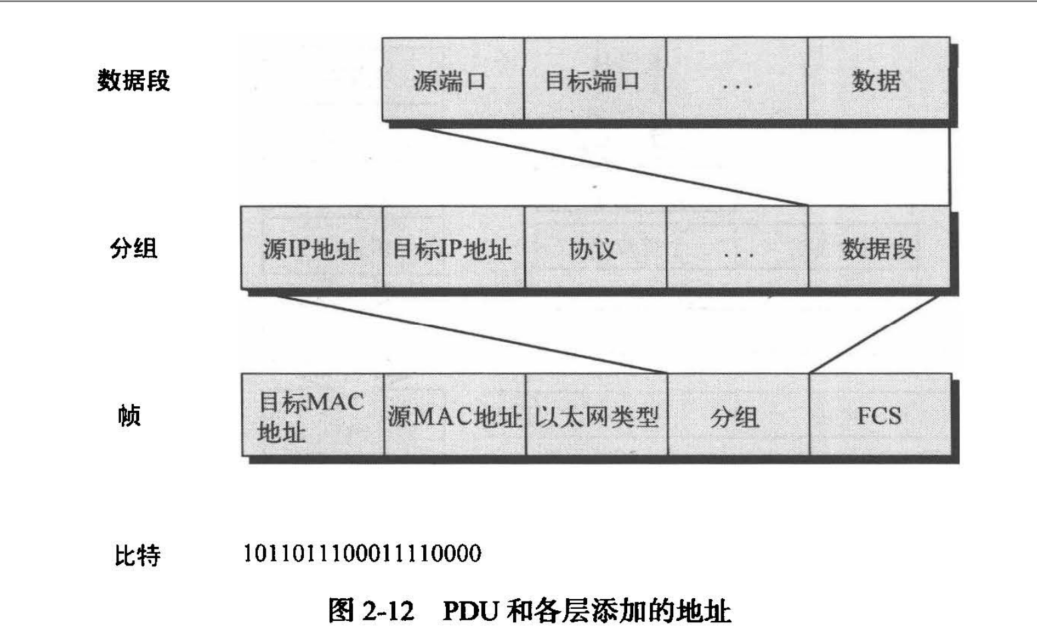 数据段 源端口 目标端口 ... 数据
分组 源IP地址 目标IP地址 协议 ... 数据段
帧 目标MAC地址 源MAC地址 以太网类型 分组 FCS
比特 1011011100011110000
图 2-12 PDU 和各层添加的地址